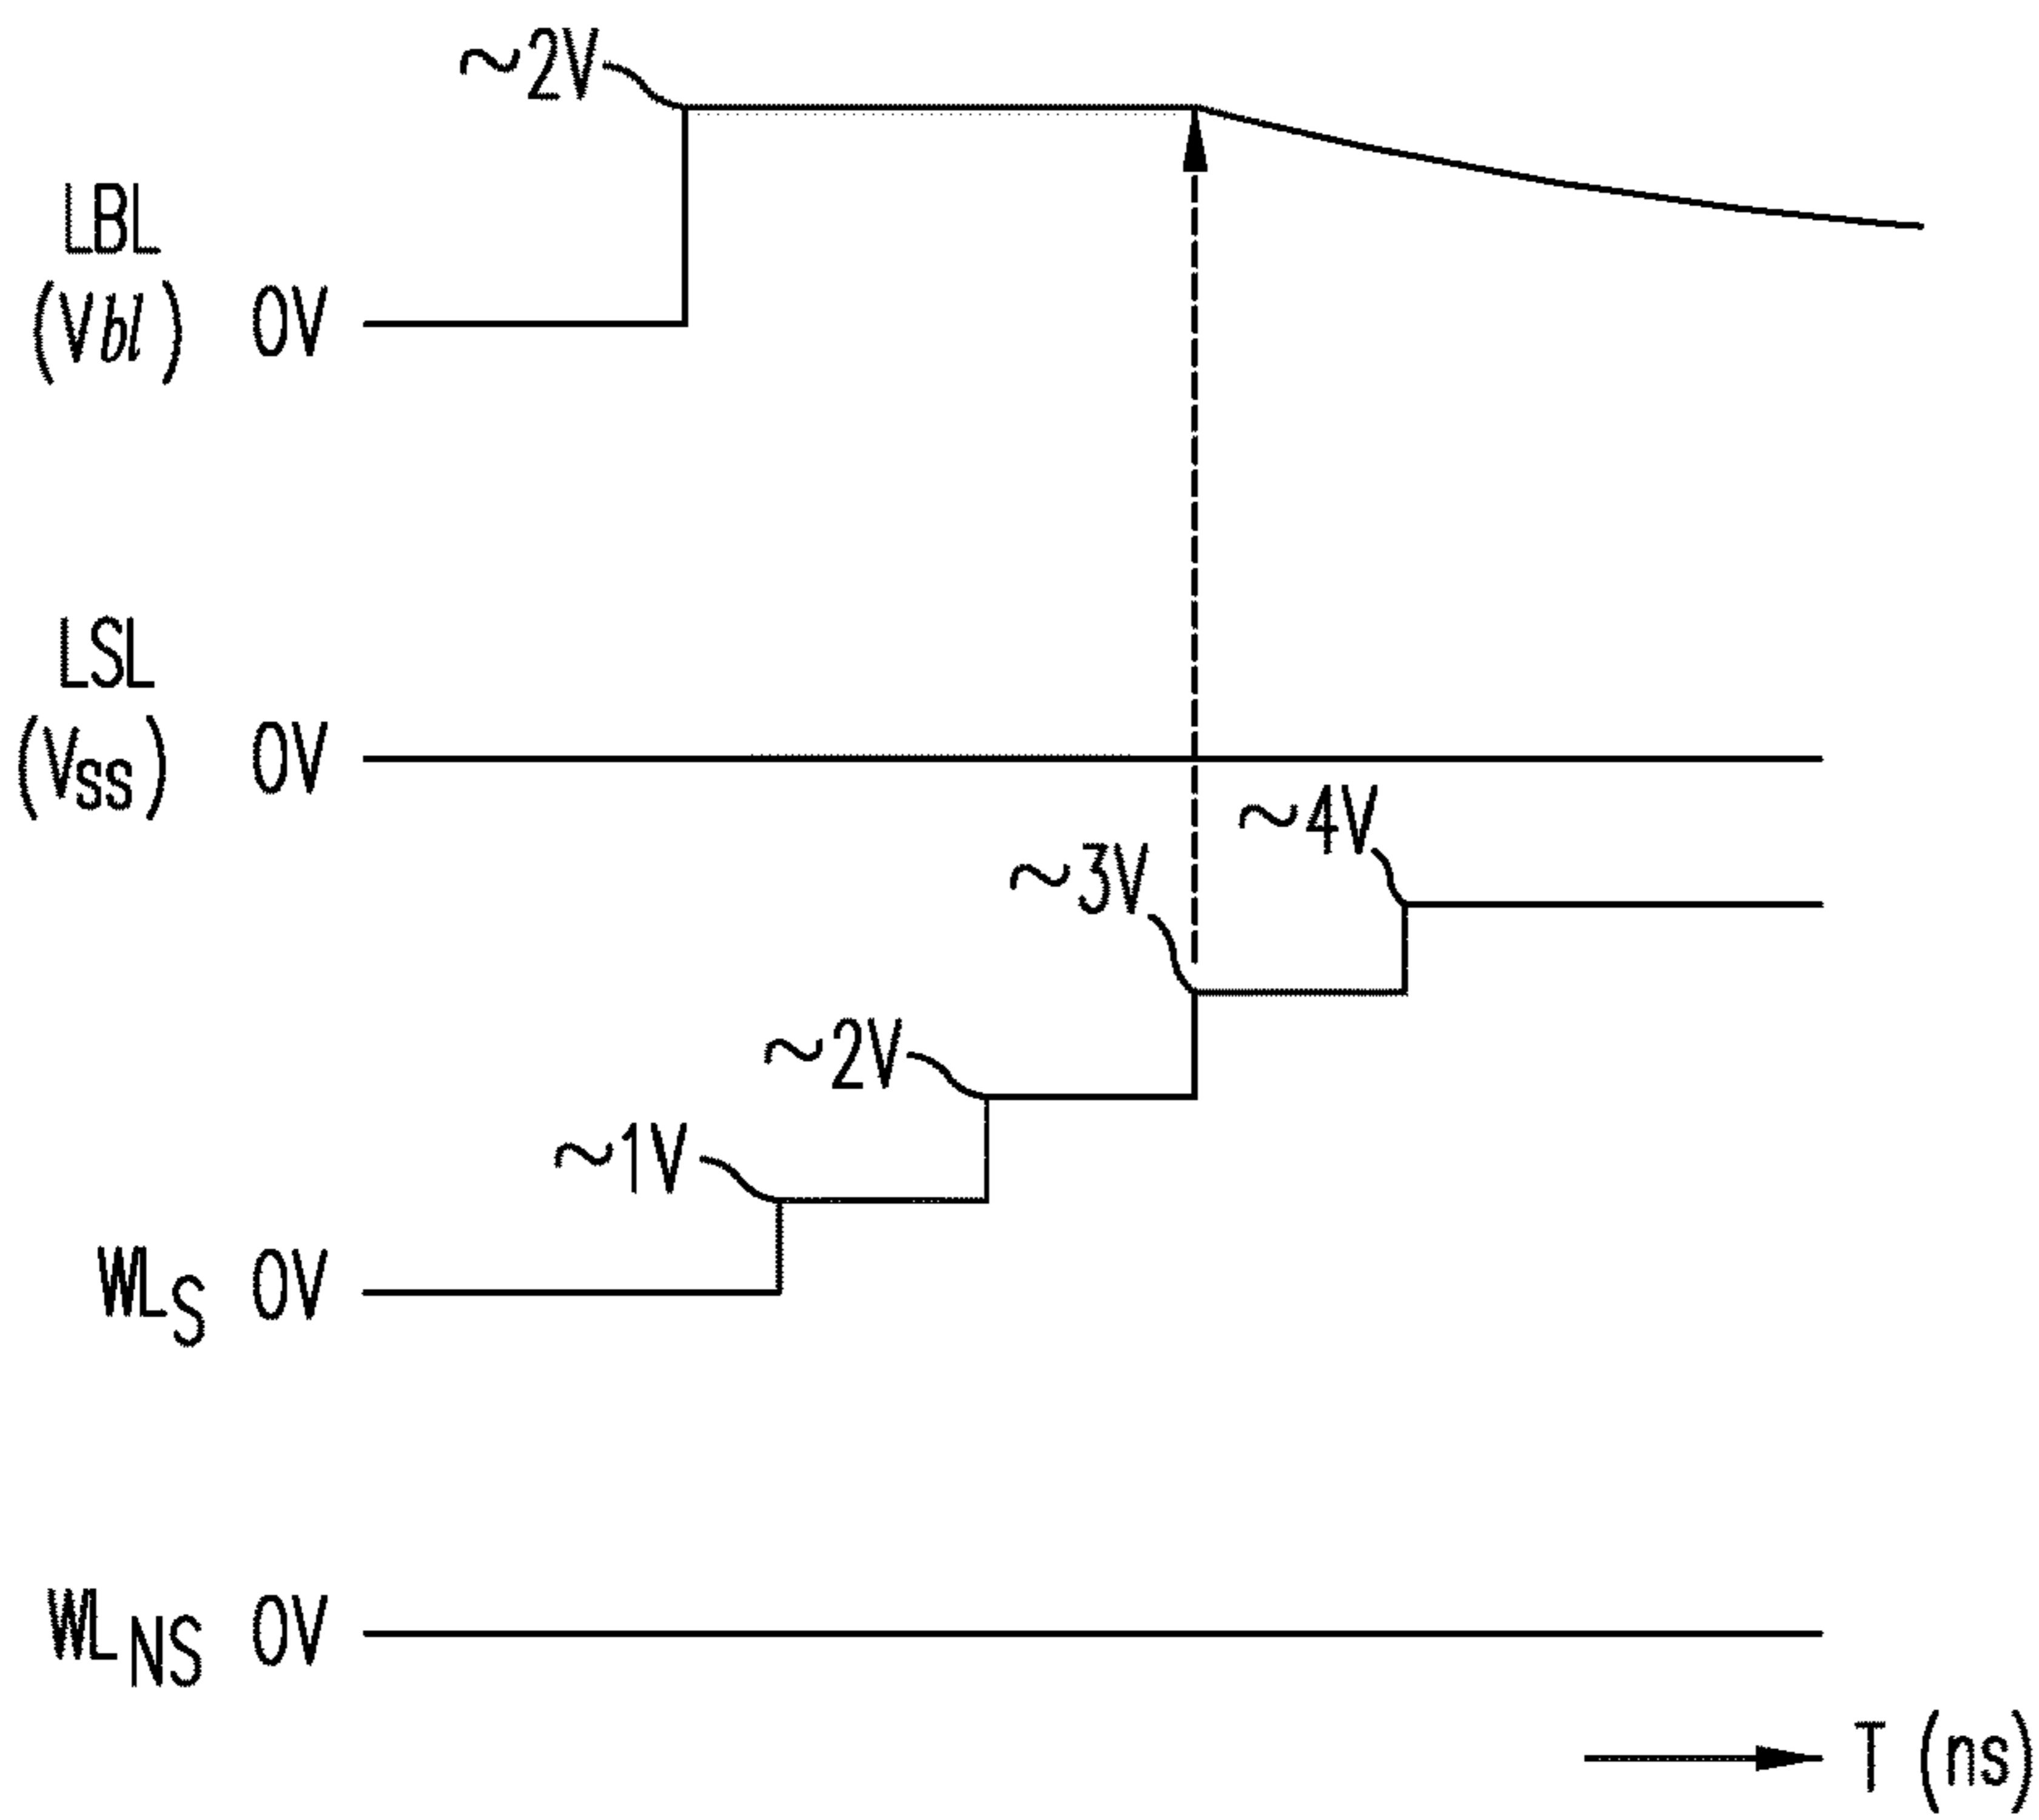 ~2V
LBL
(Vbl) 0V
LSL
(Vss) 0V
~4V
~3V
~2V
~1V
WLS 0V
WLNS 0V
T (ns)